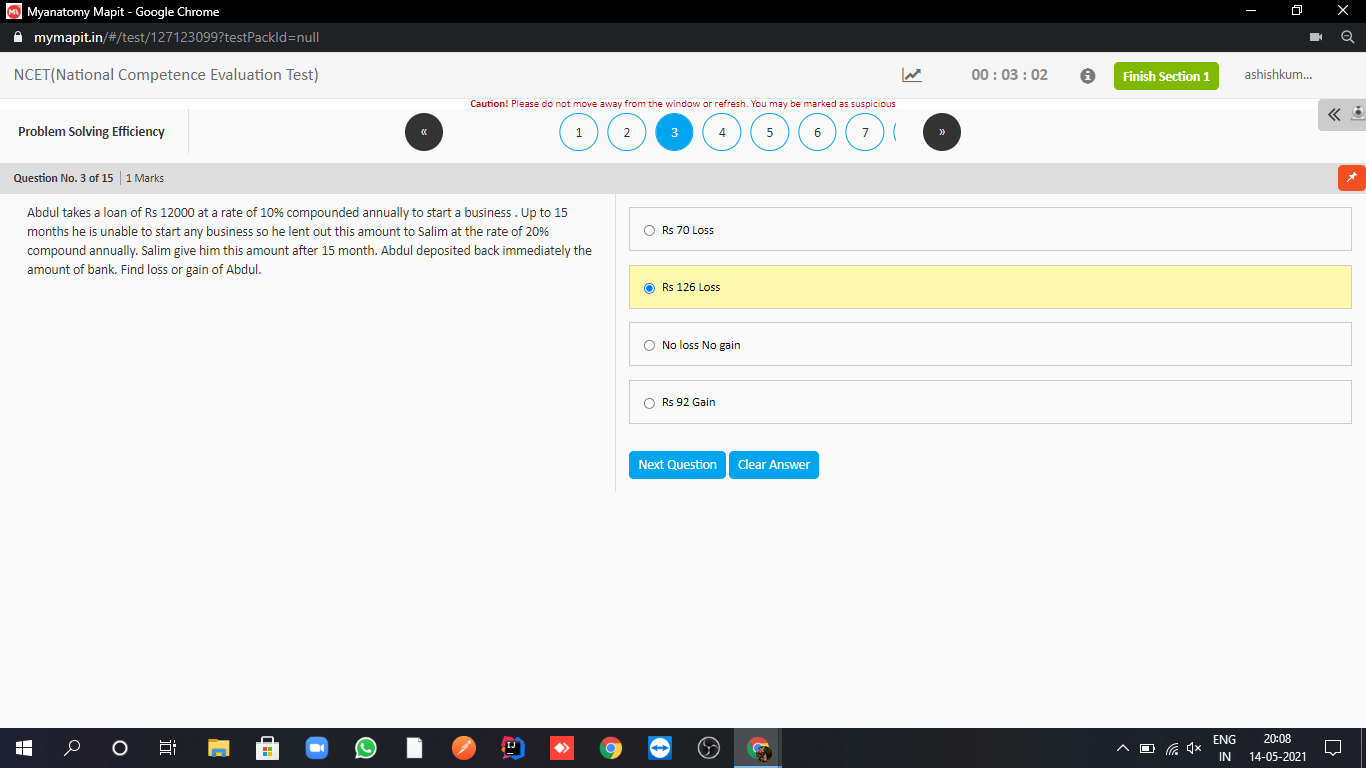 Myanatomy Mapit - Google Chrome
mymapit.in/#/test/127123099?testPackId=null
NCET(National Competence Evaluation Test)
00 : 03 : 02
Finish Section 1
ashishkum...
Caution! Please do not move away from the window or refresh. You may be marked as suspicious
Problem Solving Efficiency
«
1
2
3
4
5
6
7
»
Question No. 3 of 15 | 1 Marks
Abdul takes a loan of Rs 12000 at a rate of 10% compounded annually to start a business . Up to 15
months he is unable to start any business so he lent out this amount to Salim at the rate of 20%
compound annually. Salim give him this amount after 15 month. Abdul deposited back immediately the
amount of bank. Find loss or gain of Abdul.
Rs 70 Loss
Rs 126 Loss
No loss No gain
Rs 92 Gain
Next Question
Clear Answer
ENG
IN
20:08
14-05-2021